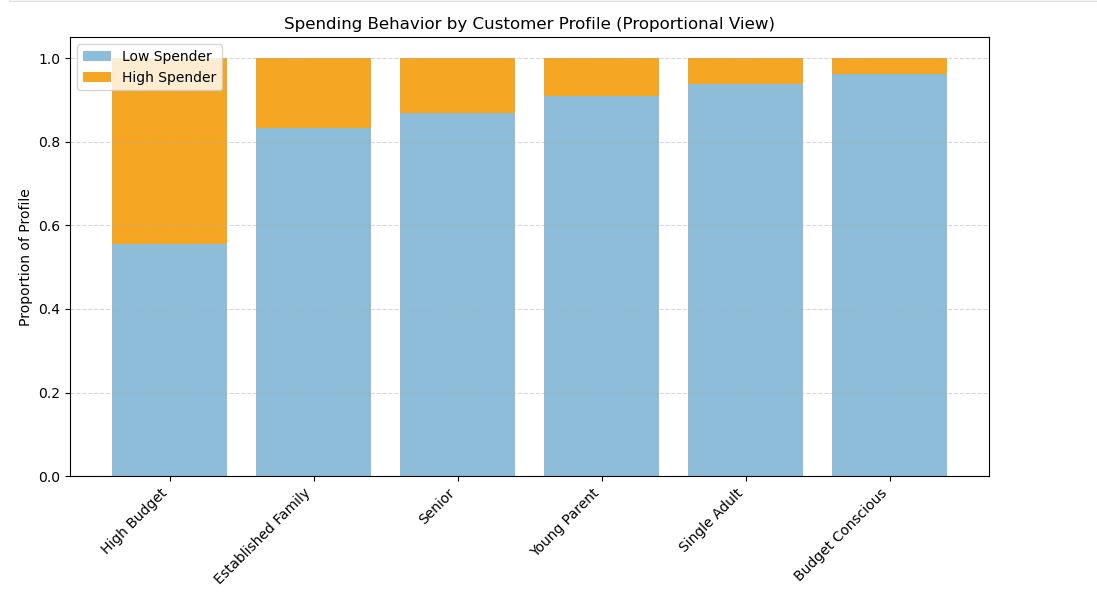 Spending Behavior by Customer Profile (Proportional View)
Low Spender
High Spender
Proportion of Profile
1.0
0.8
0.6
0.4
0.2
0.0
High Budget
Established Family
Senior
Young Parent
Single Adult
Budget Conscious